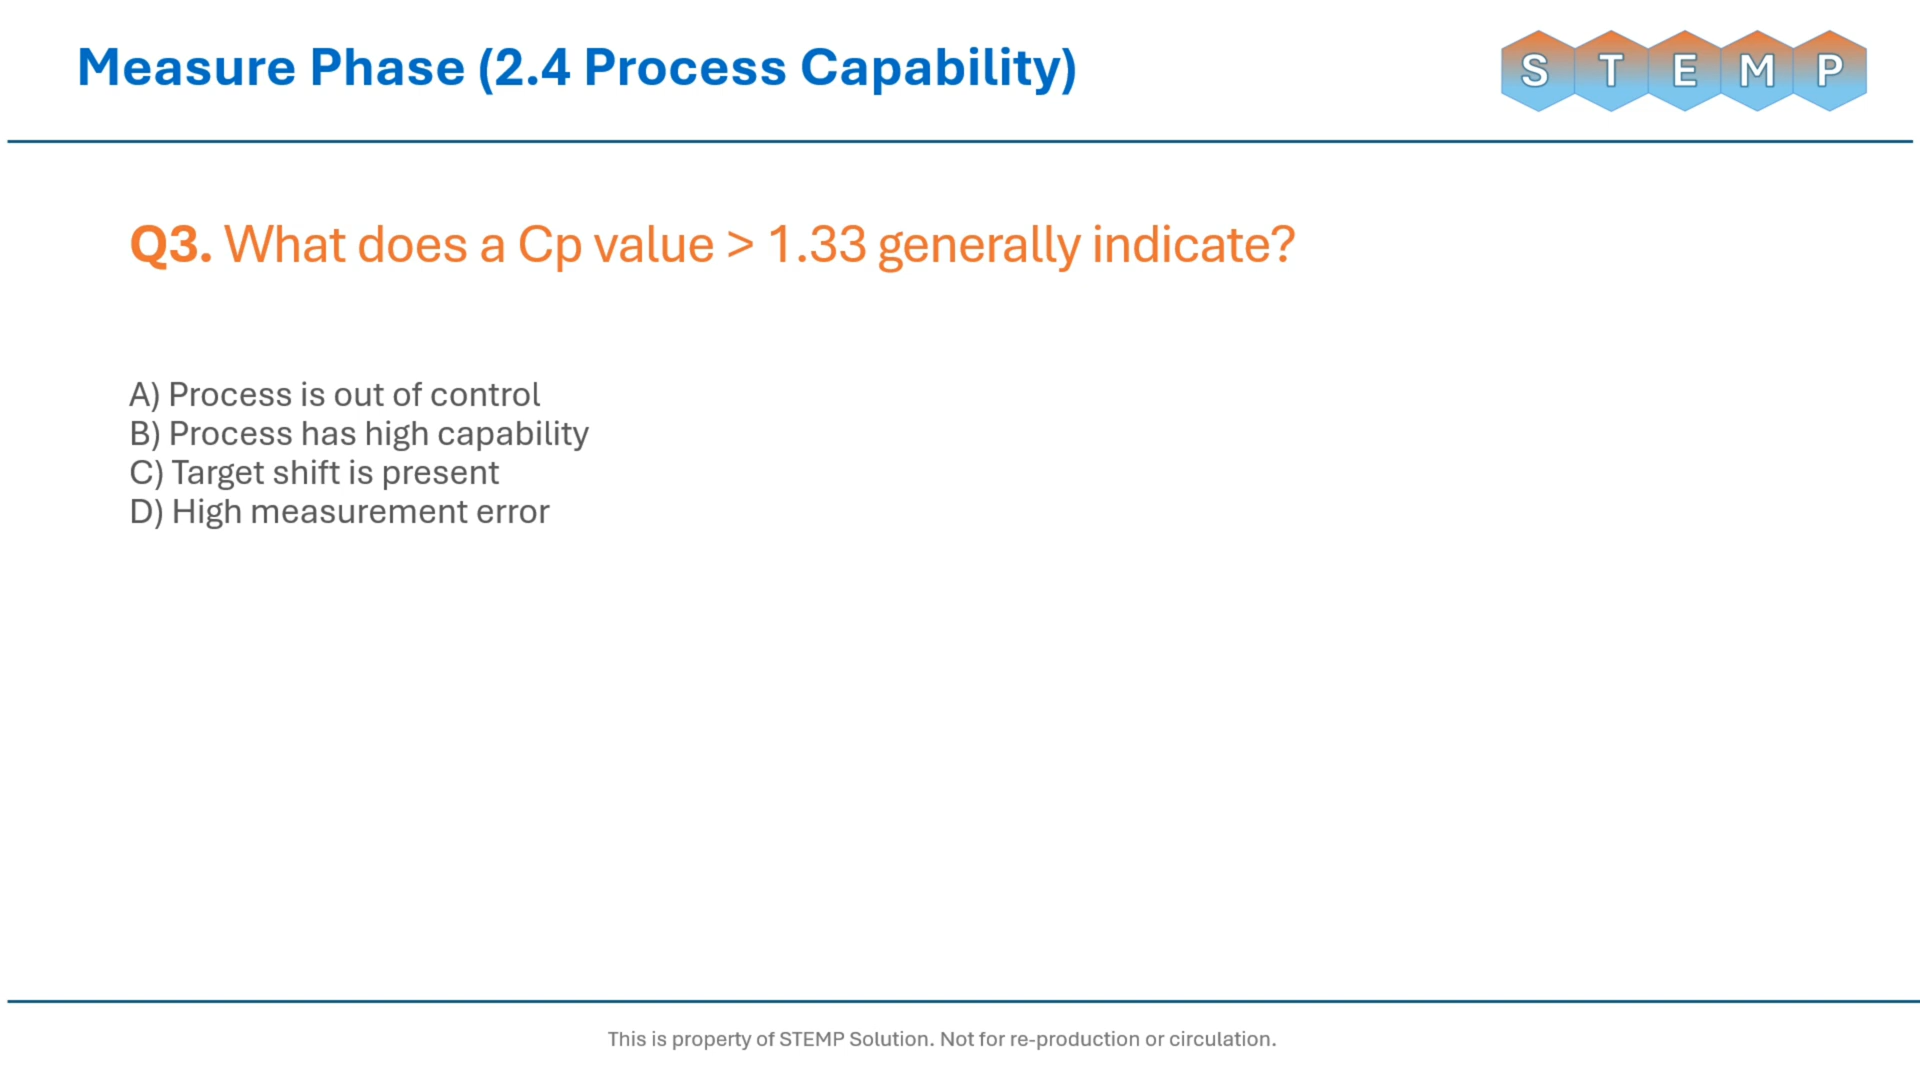 Measure Phase (2.4 Process Capability)
S T E M P
Q3. What does a Cp value > 1.33 generally indicate?
A) Process is out of control
B) Process has high capability
C) Target shift is present
D) High measurement error
This is property of STEMP Solution. Not for re-production or circulation.